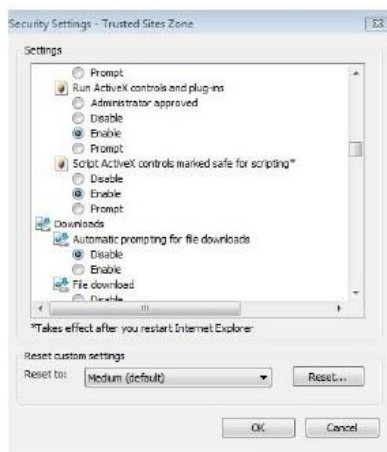 Security Settings - Trusted Sites Zone
Settings
Prompt
Run ActiveX controls and plug-ins
Administrator approved
Disable
Enable
Prompt
Script ActiveX controls marked safe for scripting*
Disable
Enable
Prompt
Downloads
Automatic prompting for file downloads
Disable
Enable
File download
Disable
*Takes effect after you restart Internet Explorer
Reset custom settings
Reset to: Medium (default) Reset...
OK Cancel